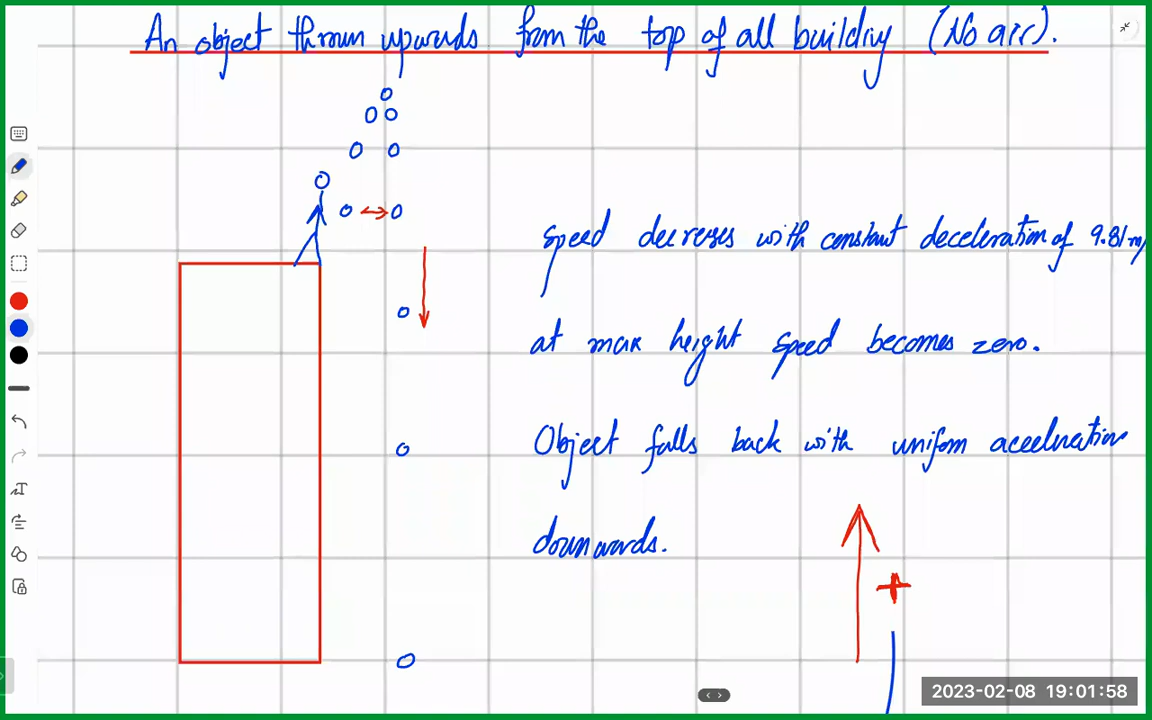 An object thrown upwards from the top of all building (No air).
Speed decreses with constant deceleration of 9.81 m/
at max height speed becomes zero.
Object falls back with uniform
downwards.
+
2023-02-08 19:01:58